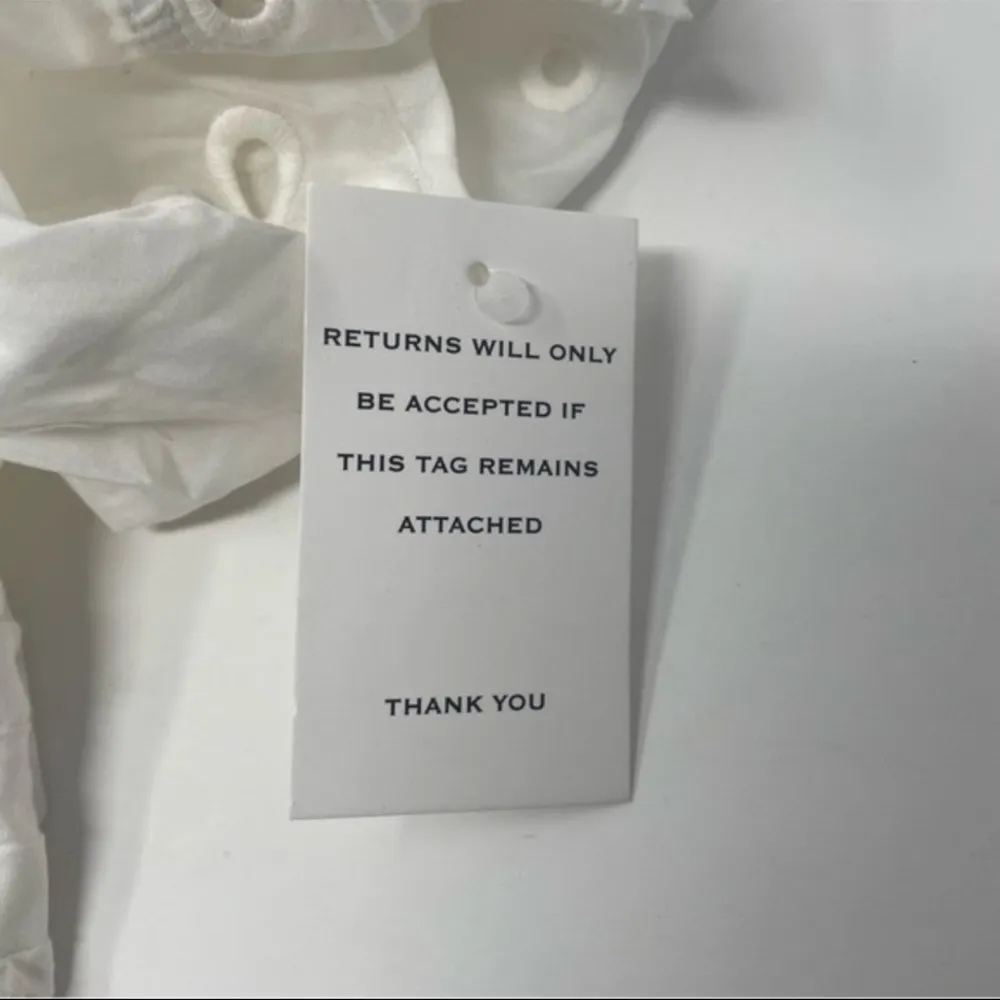 RETURNS WILL ONLY
BE ACCEPTED IF
THIS TAG REMAINS
ATTACHED
THANK YOU